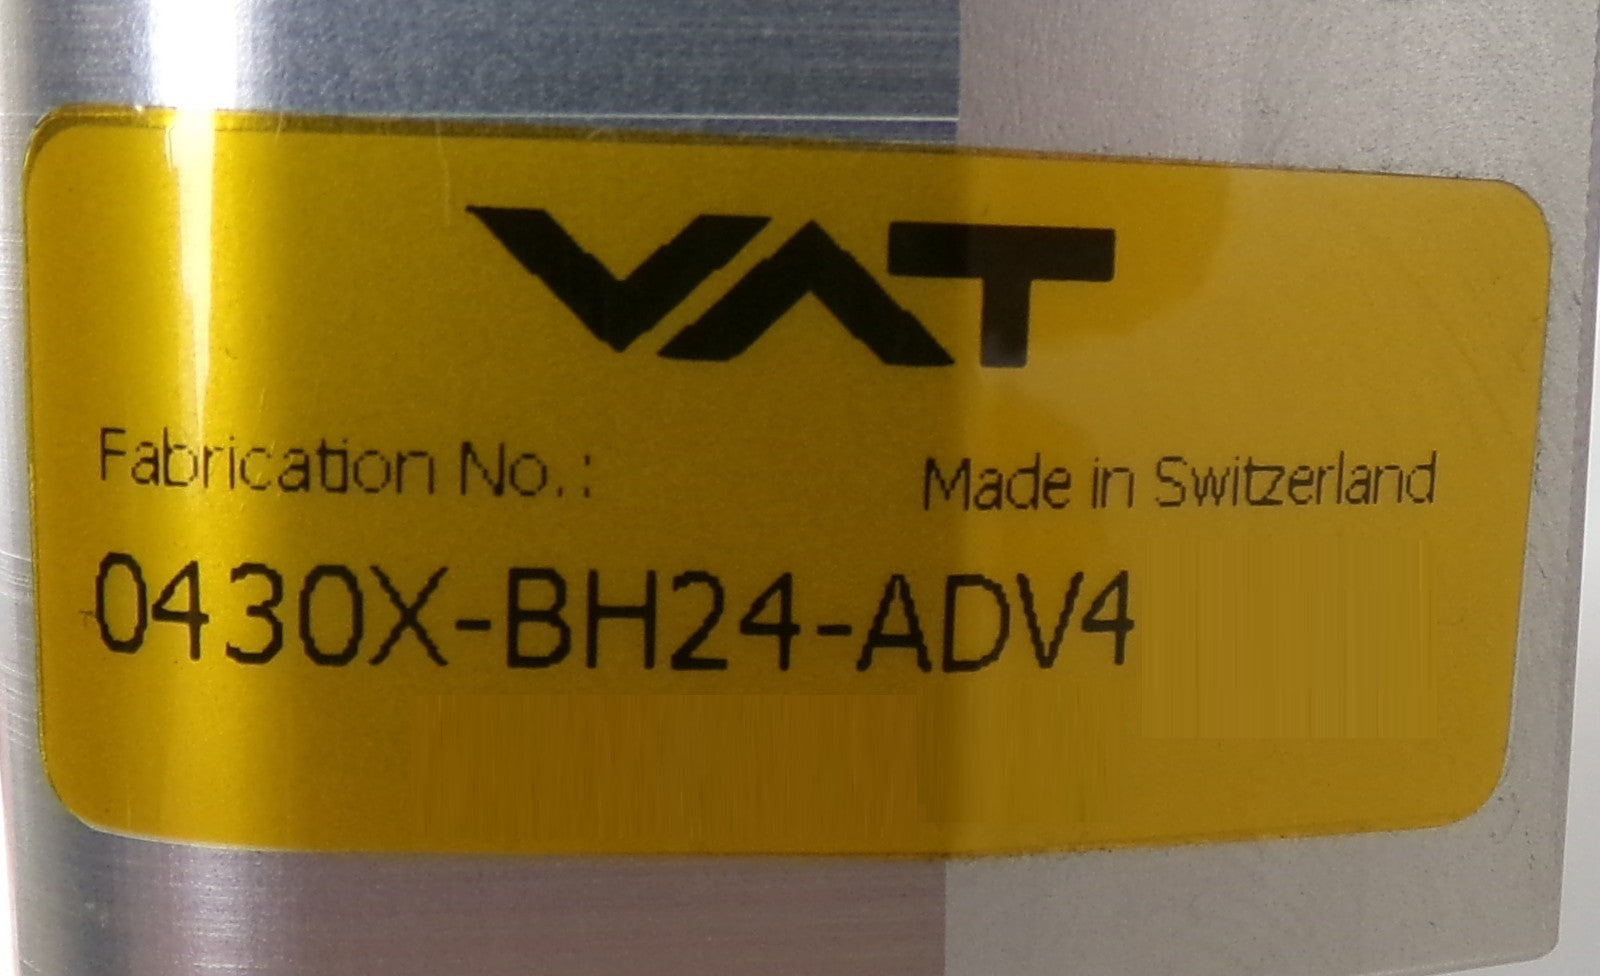 VAT
Fabrication No.: Made in Switzerland
0430X-BH24-ADV4